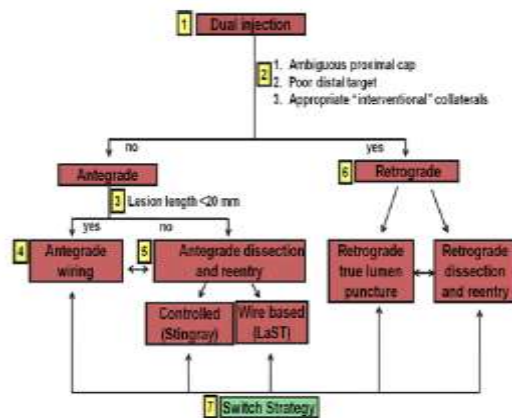 1 Dual injection
2
1. Ambiguous proximal cap
2. Poor distal target
3. Appropriate "interventional" collaterals
no
yes
Antegrade
6 Retrograde
3 Lesion length <20 mm
yes
no
4 Antegrade
wiring
5 Antegrade dissection
and reentry
Retrograde
true lumen
puncture
Retrograde
dissection
and reentry
Controlled
(Stingray)
Wire based
(LaST)
7 Switch Strategy